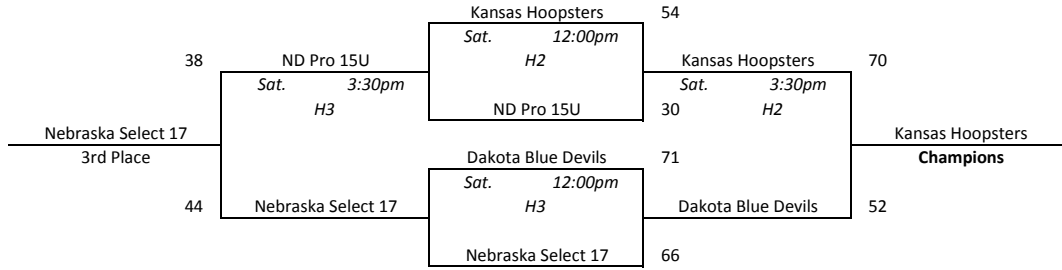 Kansas Hoopsters 54
Sat. 12:00pm
38 ND Pro 15U H2 Kansas Hoopsters 70
Sat. 3:30pm Sat. 3:30pm
H3 ND Pro 15U 30 H2
Nebraska Select 17 Kansas Hoopsters
3rd Place Dakota Blue Devils 71 Champions
Sat. 12:00pm
44 Nebraska Select 17 H3 Dakota Blue Devils 52
Nebraska Select 17 66